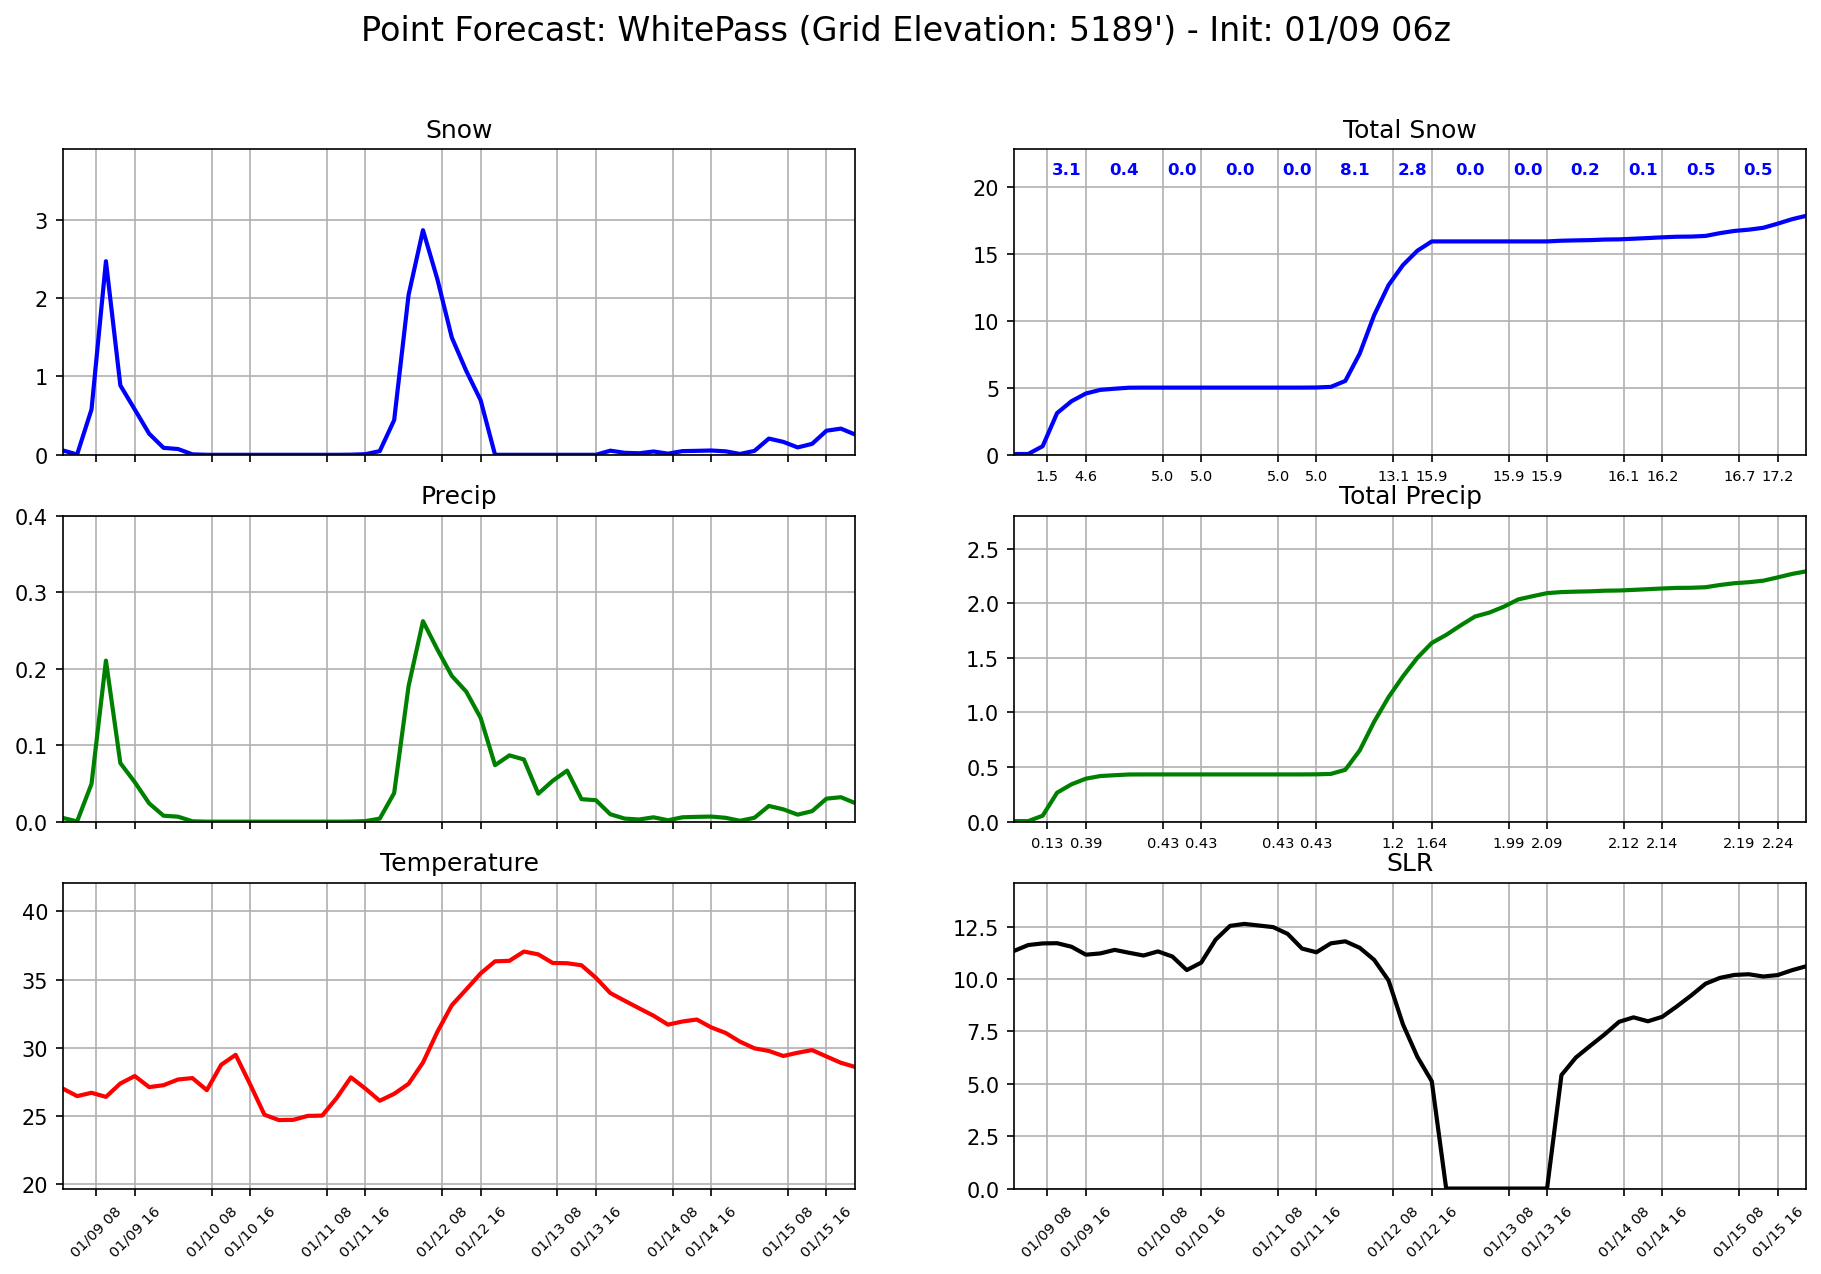 Point Forecast: WhitePass (Grid Elevation: 5189') - Init: 01/09 06z
Snow
3
2
1
0
Total Snow
3.1 0.4 0.0 0.0 0.0 8.1 2.8 0.0 0.0 0.2 0.1 0.5 0.5
20
15
10
5
0
1.5 4.6 5.0 5.0 5.0 5.0 13.1 15.9 15.9 15.9 16.1 16.2 16.7 17.2
Precip
0.4
0.3
0.2
0.1
0.0
Total Precip
2.5
2.0
1.5
1.0
0.5
0.0
0.13 0.39 0.43 0.43 0.43 0.43 1.2 1.64 1.99 2.09 2.12 2.14 2.19 2.24
Temperature
40
35
30
25
20
01/09 08 01/09 16 01/10 08 01/10 16 01/11 08 01/11 16 01/12 08 01/12 16 01/13 08 01/13 16 01/14 08 01/14 16 01/15 08 01/15 16
SLR
12.5
10.0
7.5
5.0
2.5
0.0
01/09 08 01/09 16 01/10 08 01/10 16 01/11 08 01/11 16 01/12 08 01/12 16 01/13 08 01/13 16 01/14 08 01/14 16 01/15 08 01/15 16